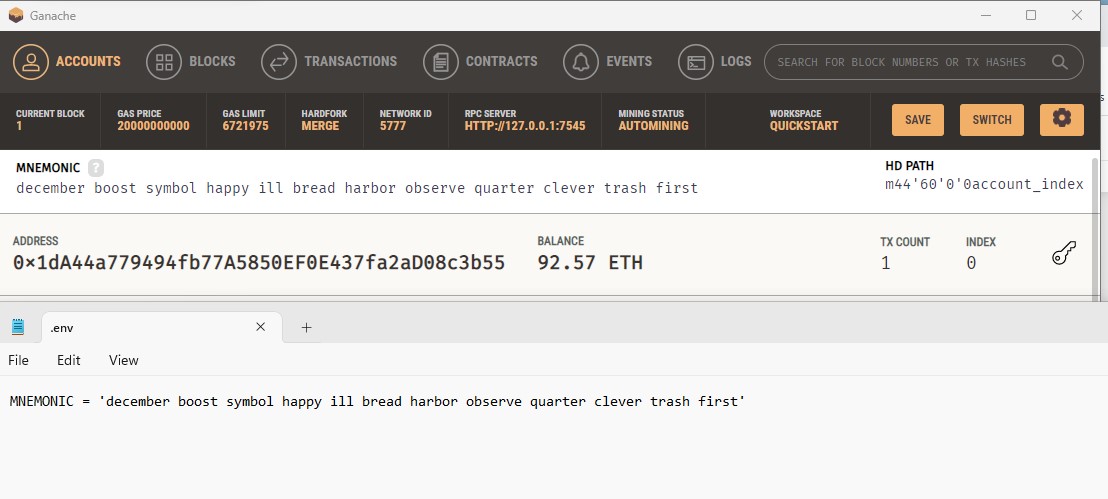 Ganache
ACCOUNTS BLOCKS TRANSACTIONS CONTRACTS EVENTS LOGS SEARCH FOR BLOCK NUMBERS OR TX HASHES
CURRENT BLOCK GAS PRICE GAS LIMIT HARDFORK NETWORK ID RPC SERVER MINING STATUS WORKSPACE
1 20000000000 6721975 MERGE 5777 HTTP://127.0.0.1:7545 AUTOMINING QUICKSTART SAVE SWITCH
MNEMONIC ? HD PATH
december boost symbol happy ill bread harbor observe quarter clever trash first m44'60'0'0account_index
ADDRESS BALANCE TX COUNT INDEX
0×1dA44a779494fb77A5850EF0E437fa2aD08c3b55 92.57 ETH 1 0
.env
File Edit View
MNEMONIC = 'december boost symbol happy ill bread harbor observe quarter clever trash first'